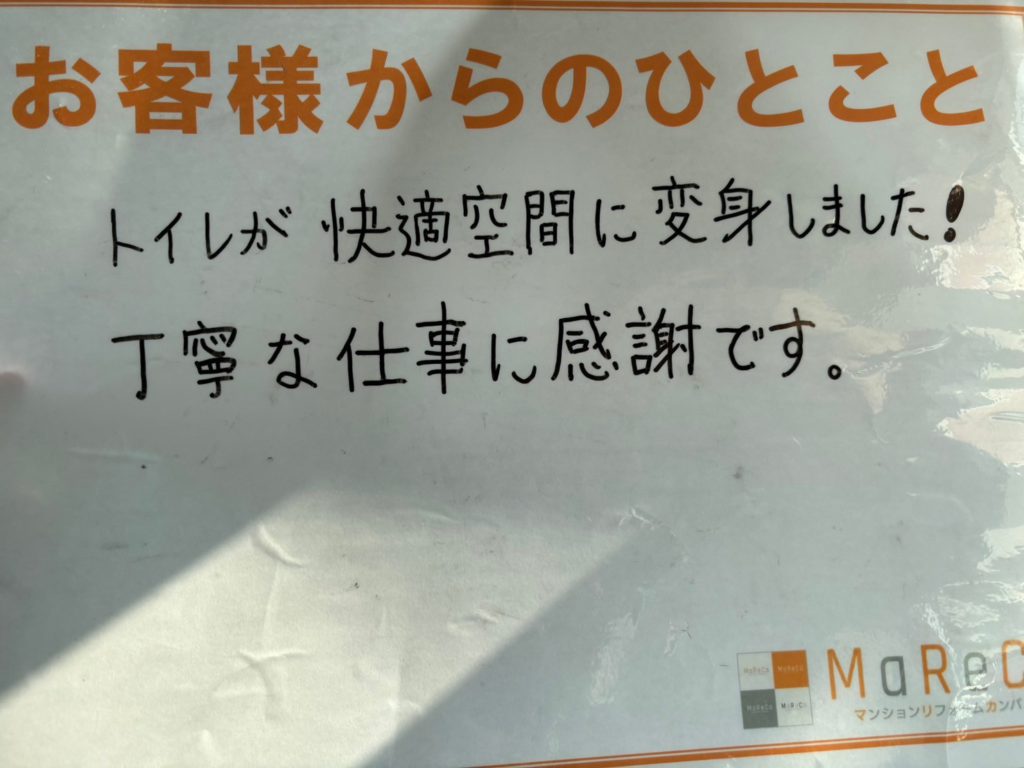 お客様からのひとこと
トイレが快適空間に変身しました!
丁寧な仕事に感謝です。
MaReC
マンションリフォームカンパ